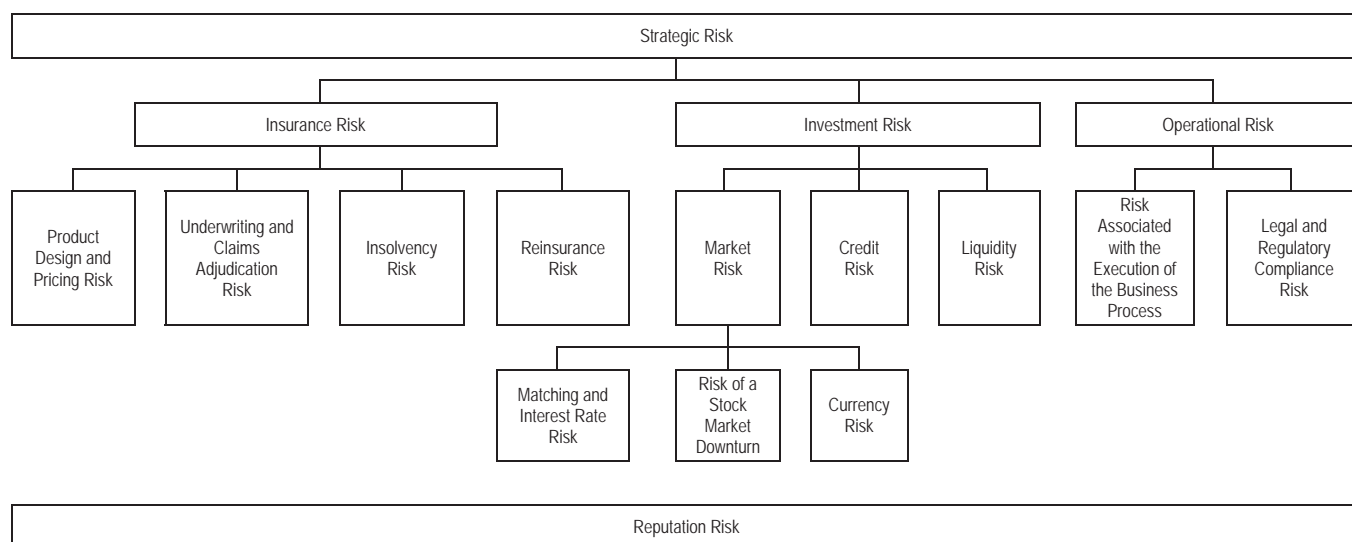 Strategic Risk
Insurance Risk
Investment Risk
Operational Risk
Product
Design and
Pricing Risk
Underwriting and
Claims
Adjudication
Risk
Insolvency
Risk
Reinsurance
Risk
Market
Risk
Credit
Risk
Liquidity
Risk
Risk
Associated
with the
Execution of
the Business
Process
Legal and
Regulatory
Compliance
Risk
Matching and
Interest Rate
Risk
Risk of a
Stock
Market
Downturn
Currency
Risk
Reputation Risk